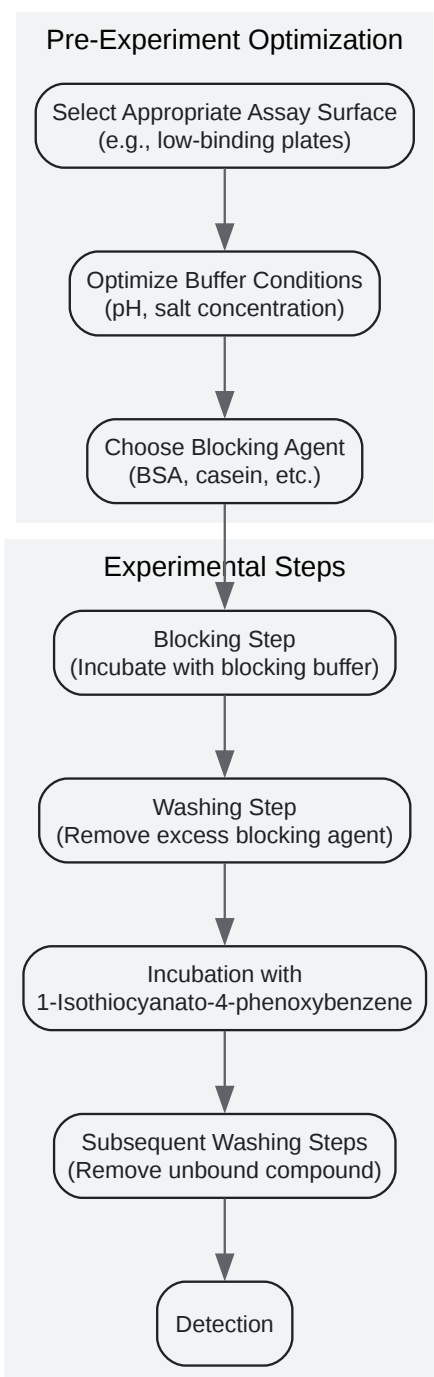 Pre-Experiment Optimization
Select Appropriate Assay Surface
(e.g., low-binding plates)
Optimize Buffer Conditions
(pH, salt concentration)
Choose Blocking Agent
(BSA, casein, etc.)
Experimental Steps
Blocking Step
(Incubate with blocking buffer)
Washing Step
(Remove excess blocking agent)
Incubation with
1-Isothiocyanato-4-phenoxybenzene
Subsequent Washing Steps
(Remove unbound compound)
Detection